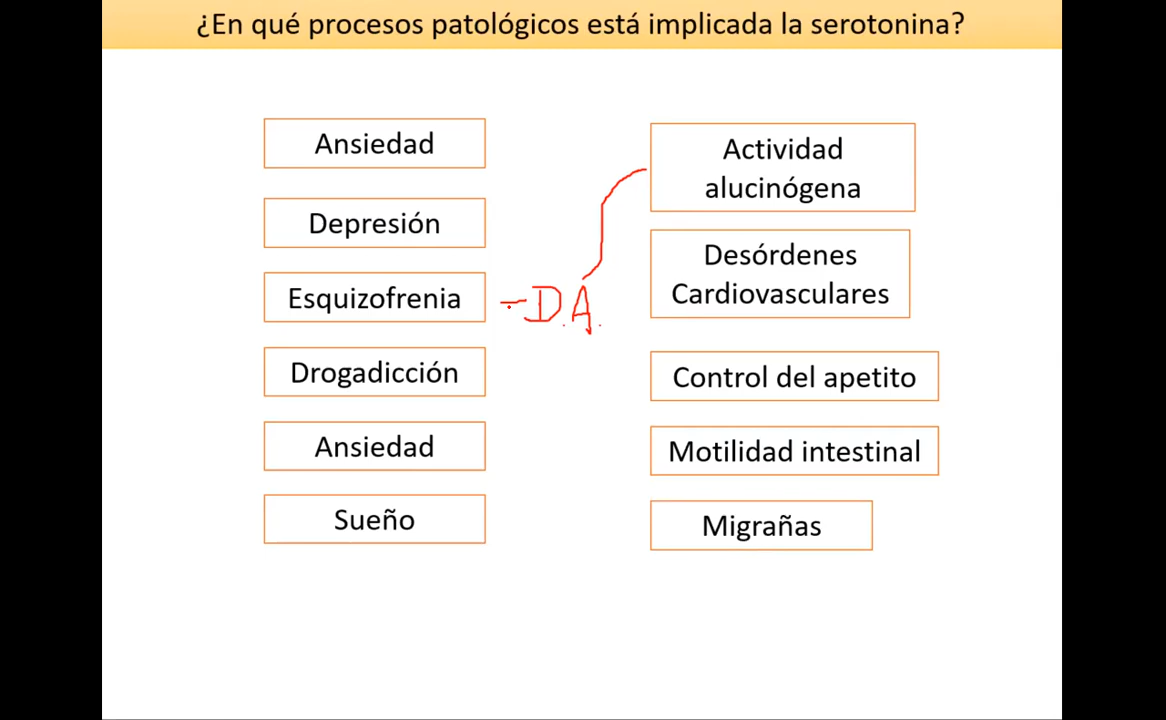 ¿En qué procesos patológicos está implicada la serotonina?
Ansiedad
Depresión
Esquizofrenia
D.A.
Drogadicción
Ansiedad
Sueño
Actividad
alucinógena
Desórdenes
Cardiovasculares
Control del apetito
Motilidad intestinal
Migrañas